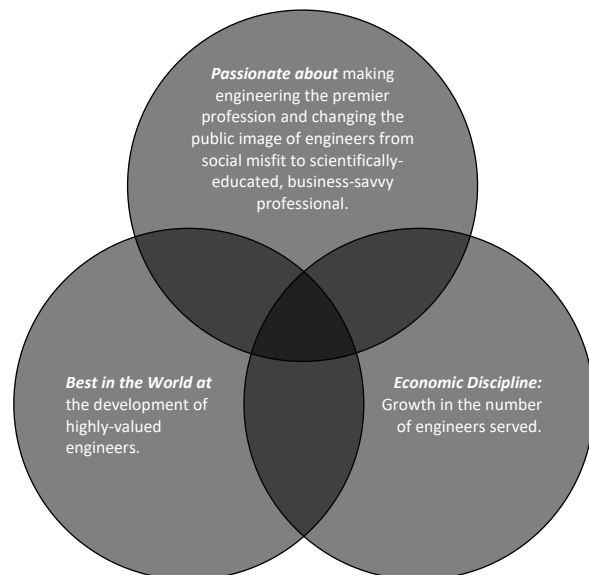 Passionate about making
engineering the premier
profession and changing the
public image of engineers from
social misfit to scientifically-
educated, business-savvy
professional.
Best in the World at
the development of
highly-valued
engineers.
Economic Discipline:
Growth in the number
of engineers served.